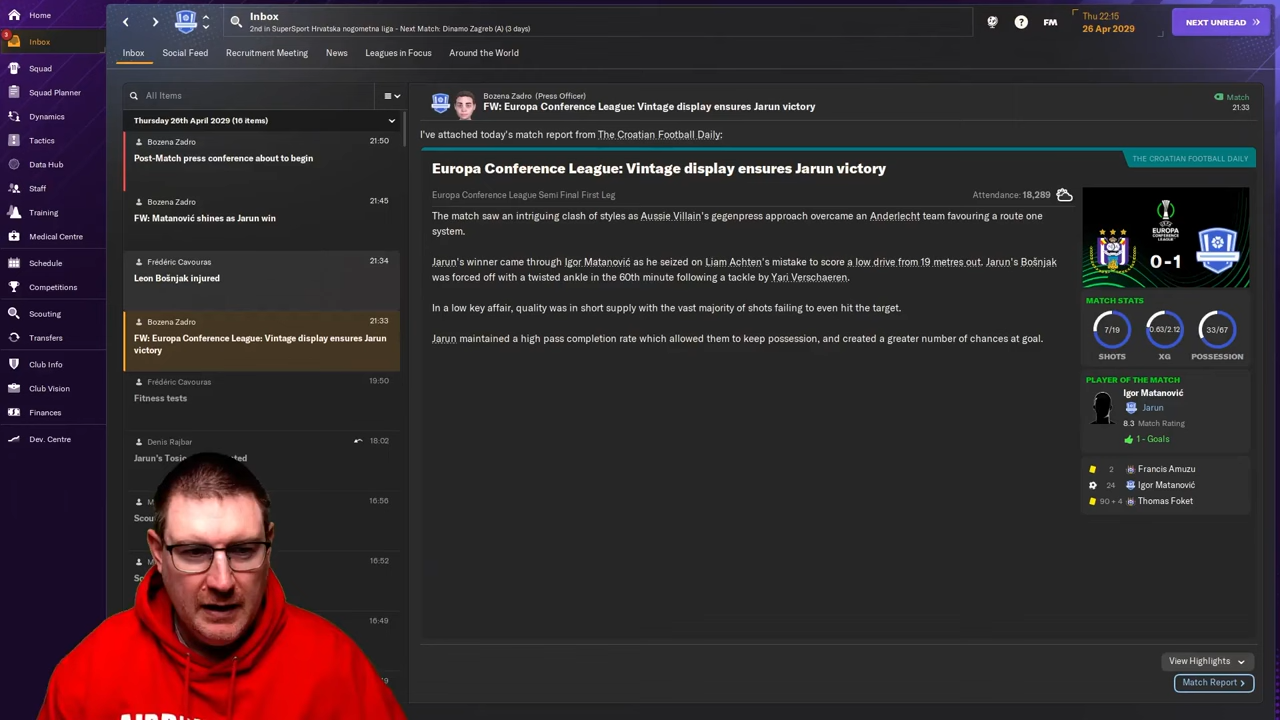 Home
3
Inbox
Squad
Squad Planner
Dynamics
Tactics
Data Hub
Staff
Training
Medical Centre
Schedule
Competitions
Scouting
Transfers
Club Info
Club Vision
Finances
Dev. Centre
Inbox
2nd in SuperSport Hrvatska nogometna liga - Next Match: Dinamo Zagreb (A) (3 days)
FM
Thu 22:15
26 Apr 2029
NEXT UNREAD
Inbox
Social Feed
Recruitment Meeting
News
Leagues in Focus
Around the World
All Items
Thursday 26th April 2029 (16 items)
Bozena Zadro
21:50
Post-Match press conference about to begin
Bozena Zadro
21:45
FW: Matanović shines as Jarun win
Frédéric Cavouras
21:34
Leon Bošnjak injured
Bozena Zadro
21:33
FW: Europa Conference League: Vintage display ensures Jarun
victory
Frédéric Cavouras
19:50
Fitness tests
Denis Rajbar
18:02
Jarun's
16:56
16:52
16:49
Bozena Zadro (Press Officer)
FW: Europa Conference League: Vintage display ensures Jarun victory
Match
21:33
I've attached today's match report from The Croatian Football Daily:
THE CROATIAN FOOTBALL DAILY
Europa Conference League: Vintage display ensures Jarun victory
Europa Conference League Semi Final First Leg
Attendance: 18,289
The match saw an intriguing clash of styles as Aussie Villain's gegenpress approach overcame an Anderlecht team favouring a route one
system.
Jarun's winner came through Igor Matanović as he seized on Liam Achten's mistake to score a low drive from 19 metres out. Jarun's Bošnjak
was forced off with a twisted ankle in the 60th minute following a tackle by Yari Verschaeren.
In a low key affair, quality was in short supply with the vast majority of shots failing to even hit the target.
Jarun maintained a high pass completion rate which allowed them to keep possession, and created a greater number of chances at goal.
EUROPA
CONFERENCE
LEAGUE
0-1
MATCH STATS
7/19
0.63/2.12
33/67
SHOTS
XG
POSSESSION
PLAYER OF THE MATCH
Igor Matanović
Jarun
8.3 Match Rating
1 - Goals
2 Francis Amuzu
24 Igor Matanović
90 + 4 Thomas Foket
View Highlights
Match Report